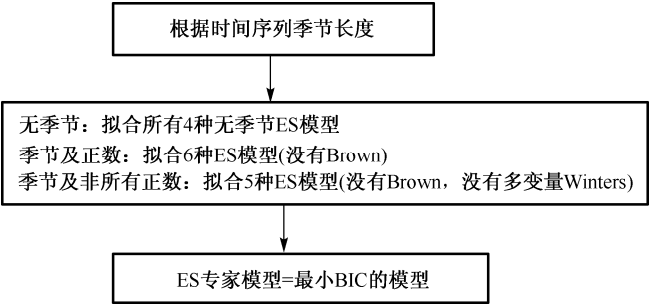 根据时间序列季节长度
无季节：拟合所有4种无季节ES模型
季节及正数：拟合6种ES模型(没有Brown)
季节及非所有正数：拟合5种ES模型(没有Brown，没有多变量Winters)
ES专家模型=最小BIC的模型